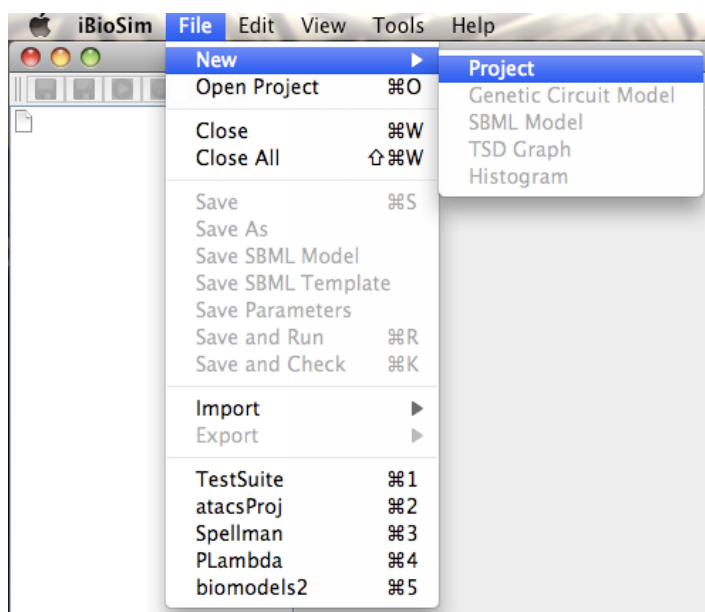 iBioSim File Edit View Tools Help
New
Open Project ⌘O
Close ⌘W
Close All ⇧⌘W
Save ⌘S
Save As
Save SBML Model
Save SBML Template
Save Parameters
Save and Run ⌘R
Save and Check ⌘K
Import
Export
TestSuite ⌘1
atacsProj ⌘2
Spellman ⌘3
PLambda ⌘4
biomodels2 ⌘5
Project
Genetic Circuit Model
SBML Model
TSD Graph
Histogram